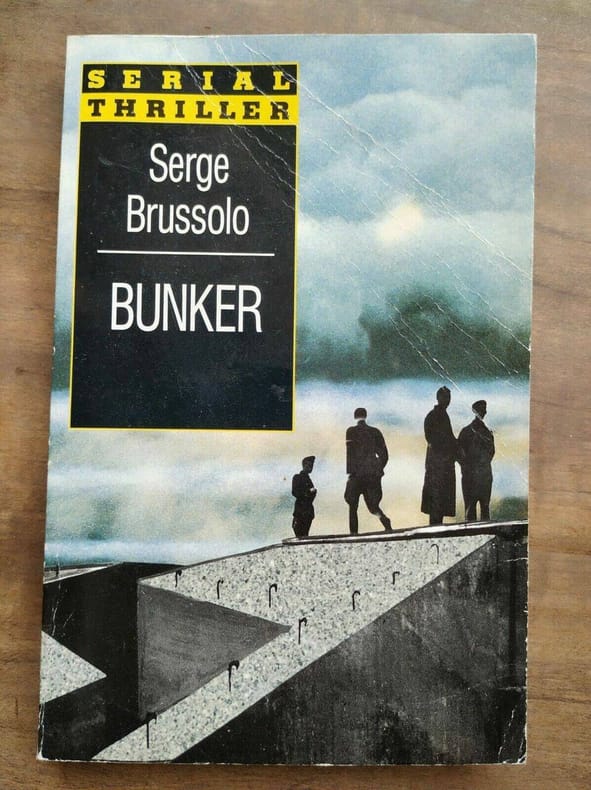 SERIAL
THRILLER
Serge
Brussolo
BUNKER